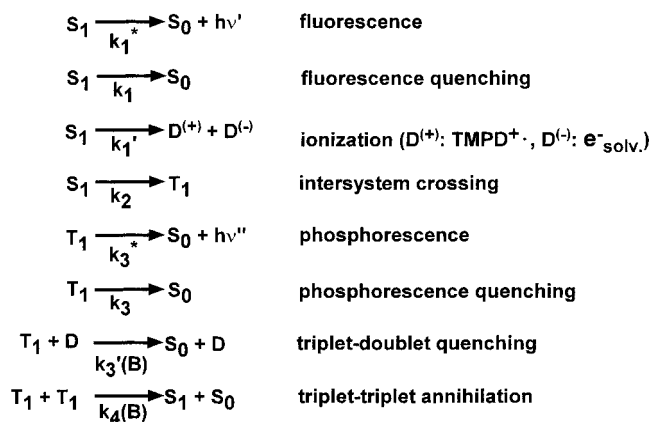 S₁ —k₁*→ S₀ + hν' fluorescence
S₁ —k₁→ S₀ fluorescence quenching
S₁ —k₁'→ D⁽⁺⁾ + D⁽⁻⁾ ionization (D⁽⁺⁾: TMPD⁺·, D⁽⁻⁾: e⁻solv.)
S₁ —k₂→ T₁ intersystem crossing
T₁ —k₃*→ S₀ + hν'' phosphorescence
T₁ —k₃→ S₀ phosphorescence quenching
T₁ + D —k₃'(B)→ S₀ + D triplet-doublet quenching
T₁ + T₁ —k₄(B)→ S₁ + S₀ triplet-triplet annihilation